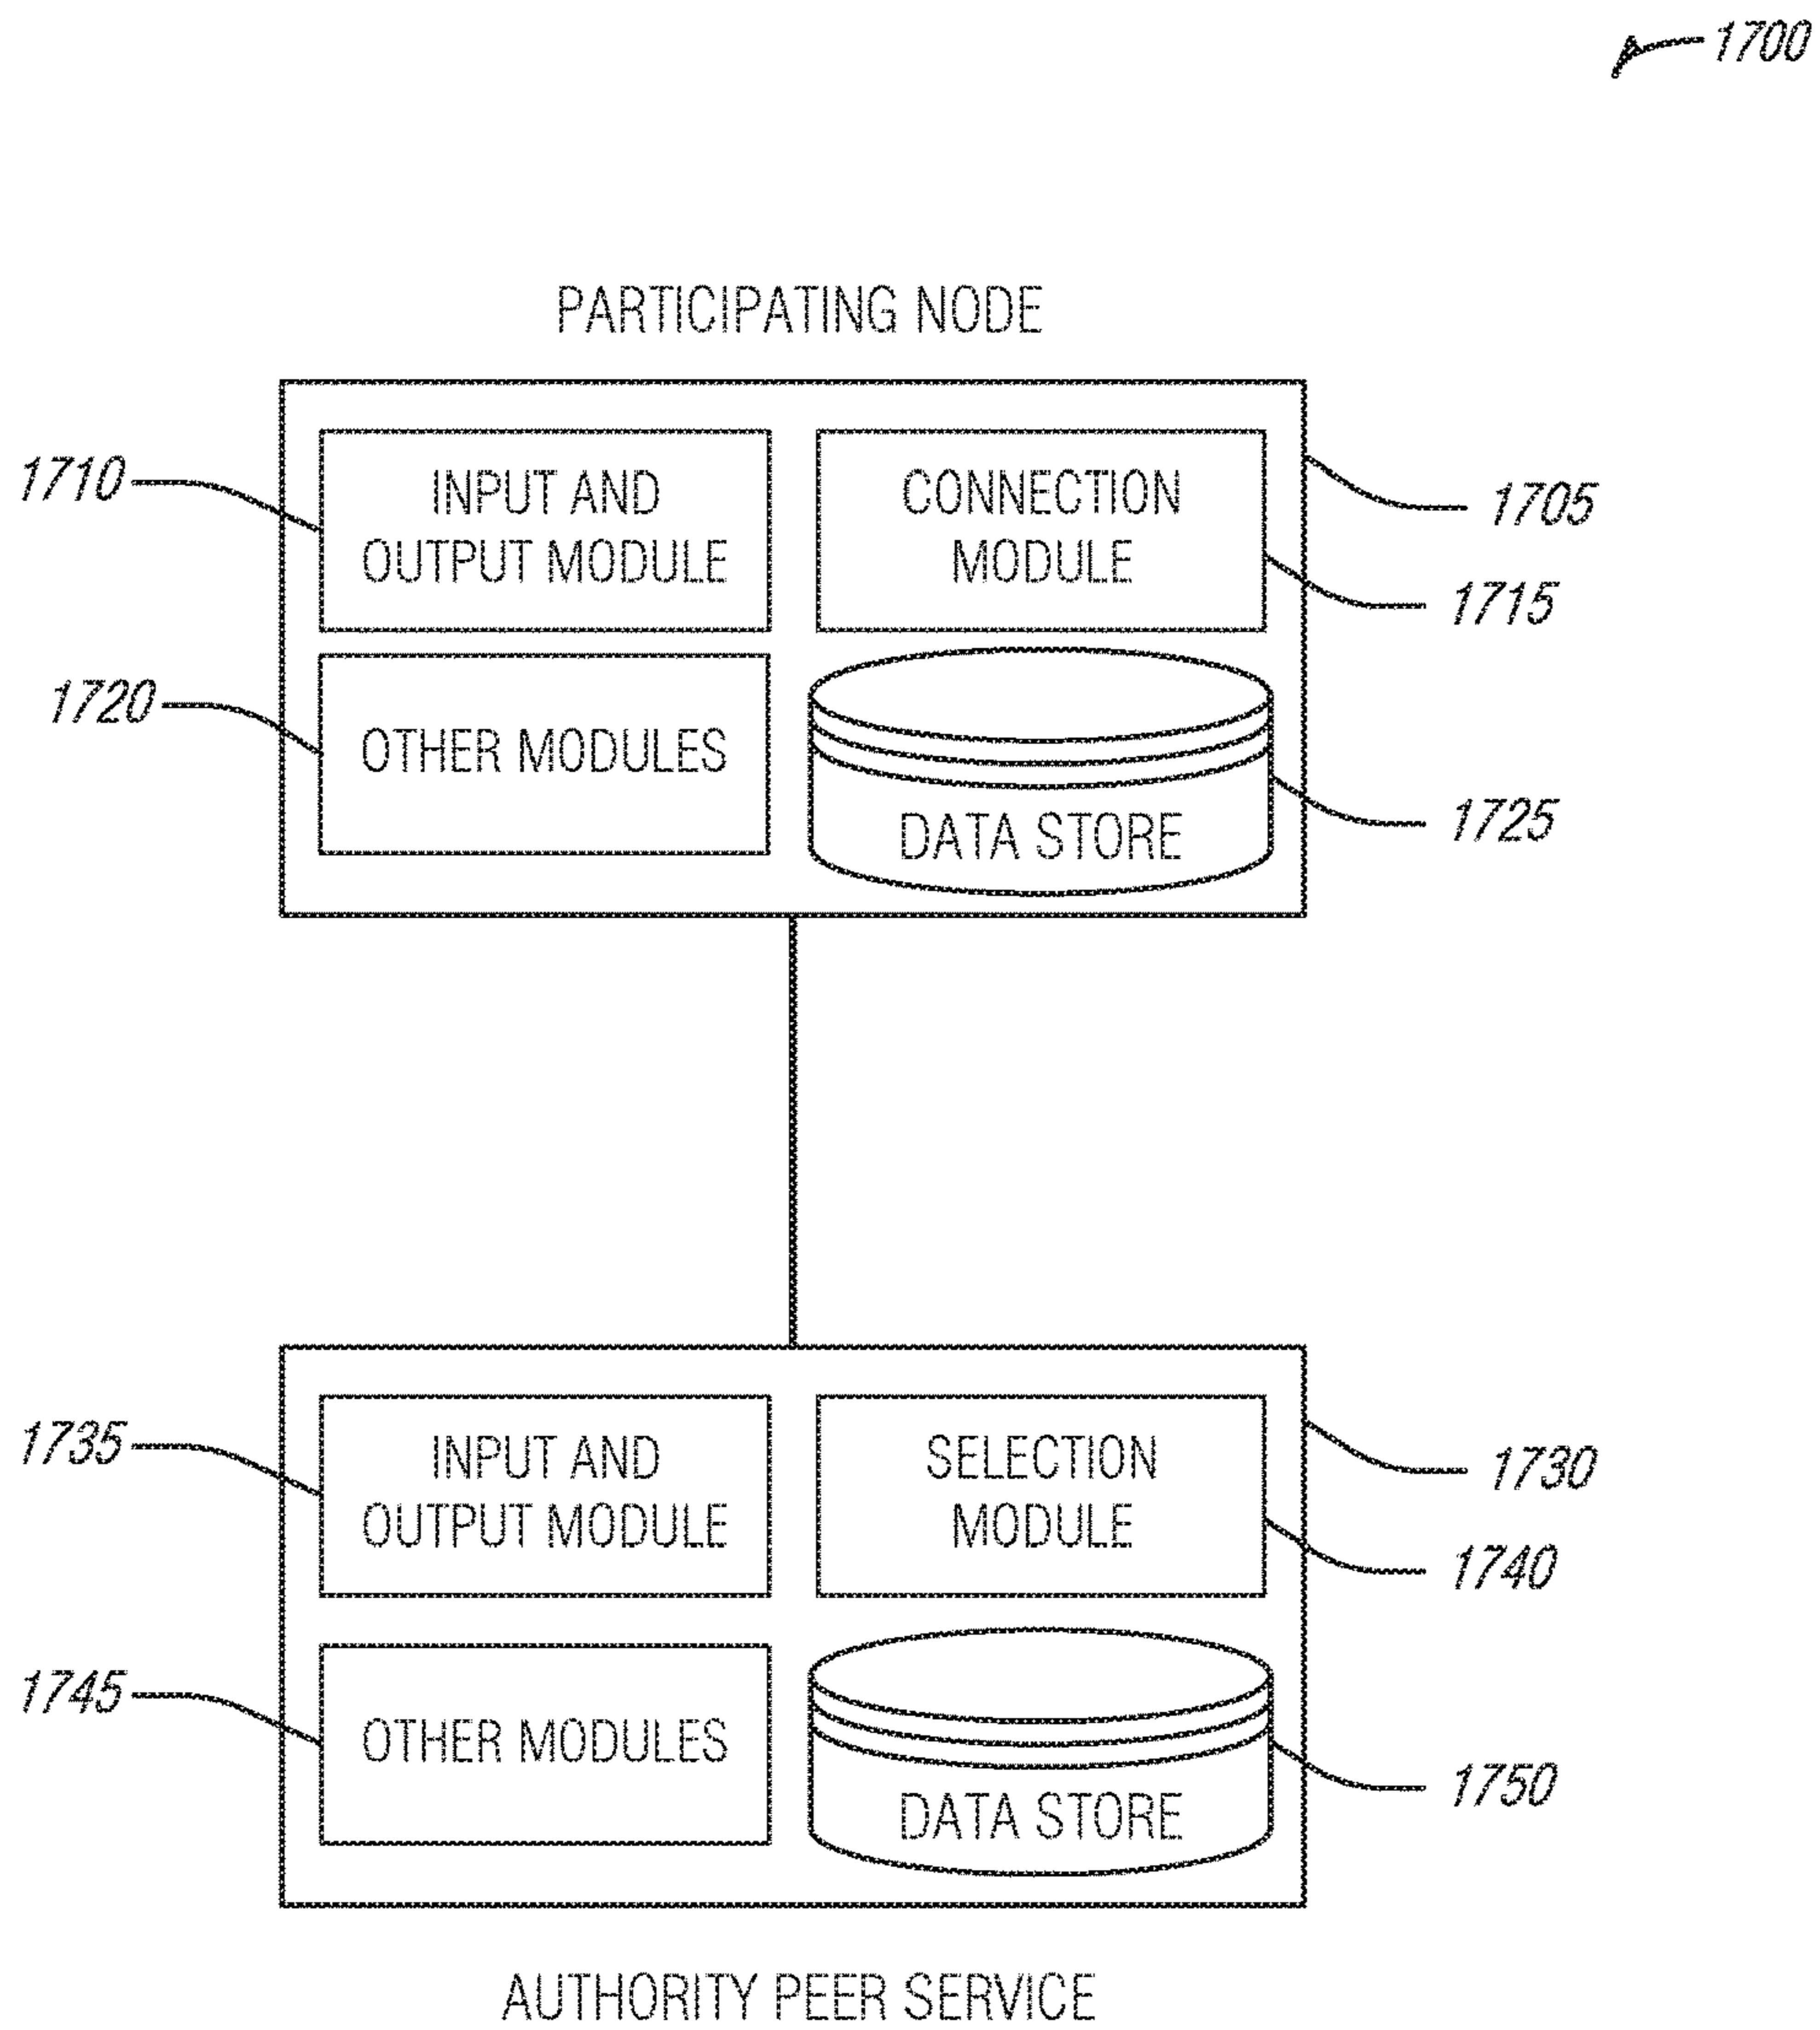 1700
PARTICIPATING NODE
1710
INPUT AND
OUTPUT MODULE
CONNECTION
MODULE
1705
1715
1720
OTHER MODULES
DATA STORE
1725
1735
INPUT AND
OUTPUT MODULE
SELECTION
MODULE
1730
1740
1745
OTHER MODULES
DATA STORE
1750
AUTHORITY PEER SERVICE